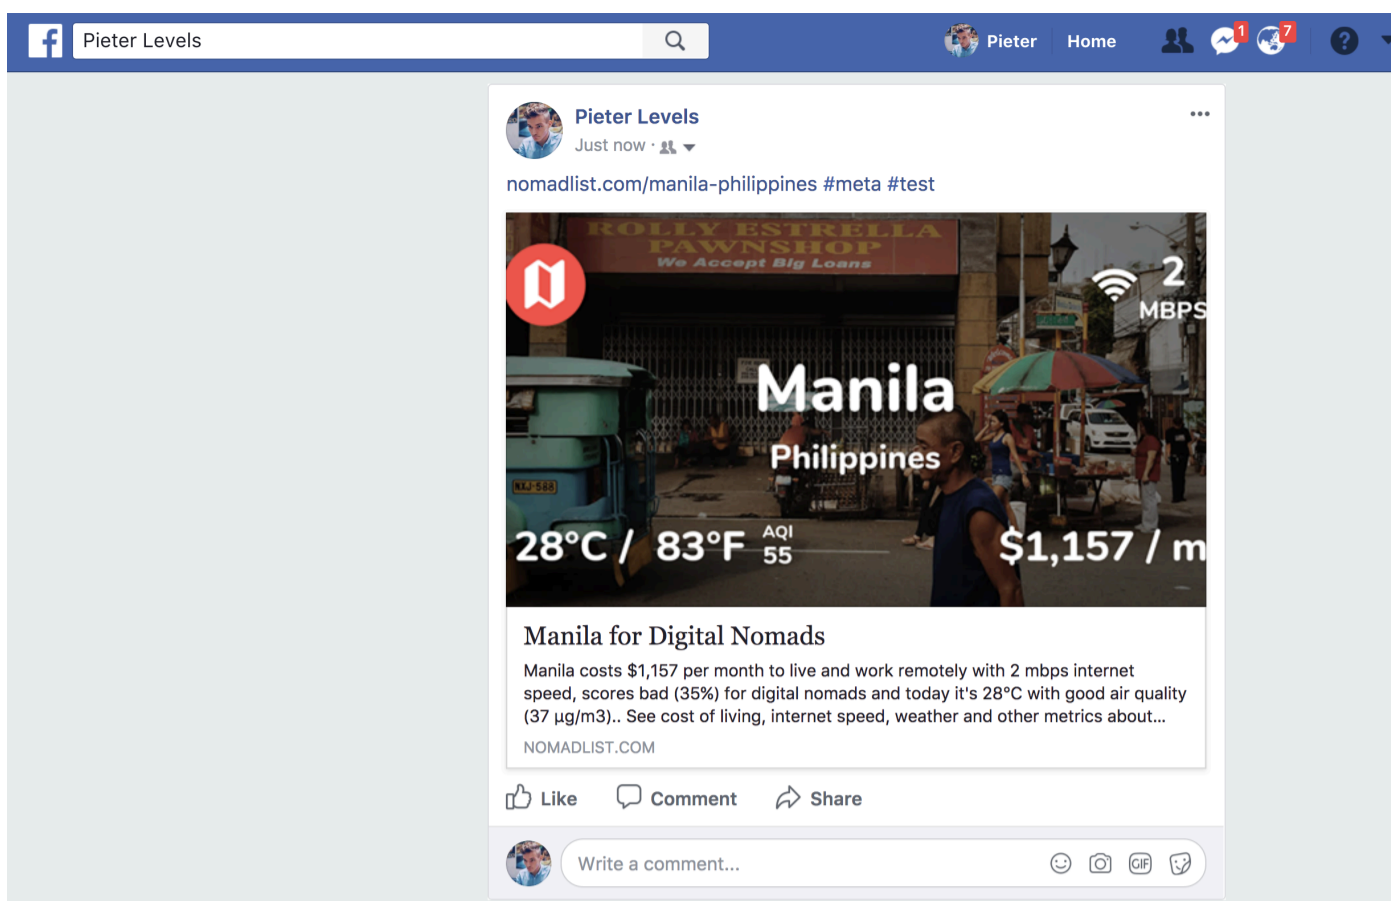 Pieter Levels
Pieter
Home
1
7
Pieter Levels
Just now ·
nomadlist.com/manila-philippines #meta #test
ROLLY ESTRELLA
PAWNSHOP
We Accept Big Loans
2
MBPS
Manila
Philippines
NXJ-588
28°C / 83°F
AQI
55
$1,157 / m
Manila for Digital Nomads
Manila costs $1,157 per month to live and work remotely with 2 mbps internet
speed, scores bad (35%) for digital nomads and today it's 28°C with good air quality
(37 µg/m3).. See cost of living, internet speed, weather and other metrics about...
NOMADLIST.COM
Like
Comment
Share
Write a comment...
GIF